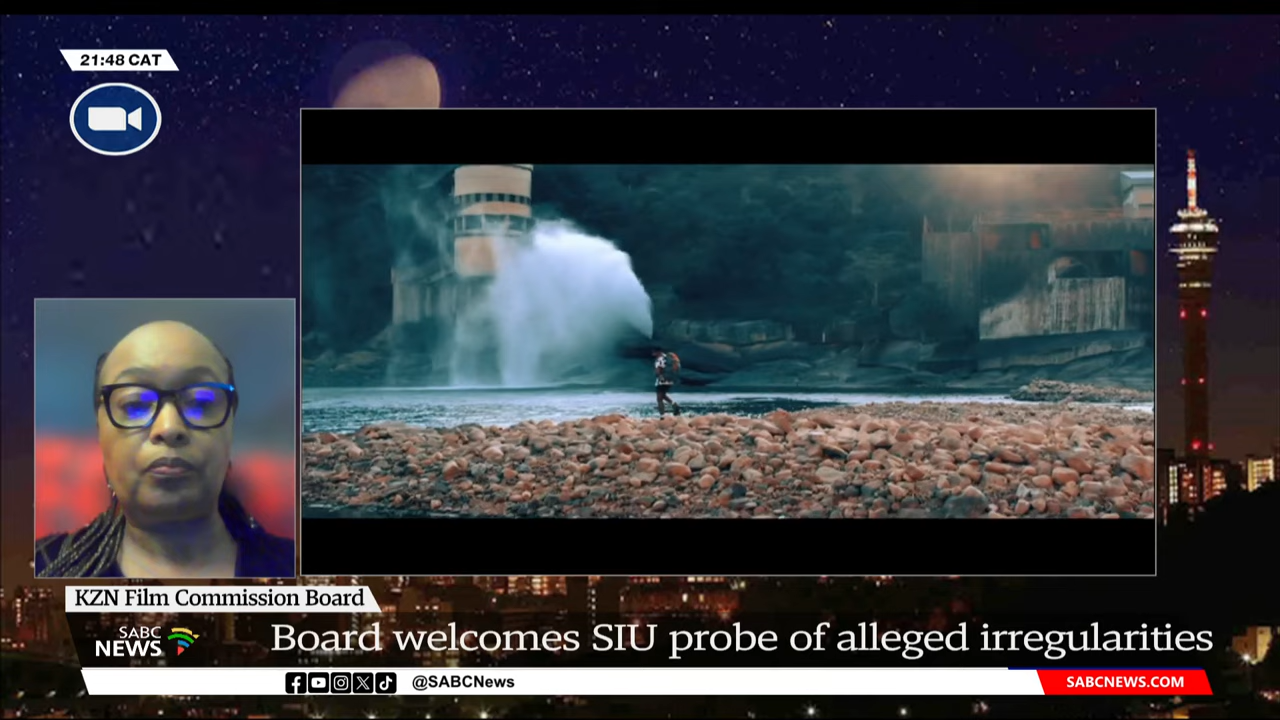 21:48 CAT
KZN Film Commission Board
SABC
NEWS
Board welcomes SIU probe of alleged irregularities
@SABCNews
SABCNEWS.COM